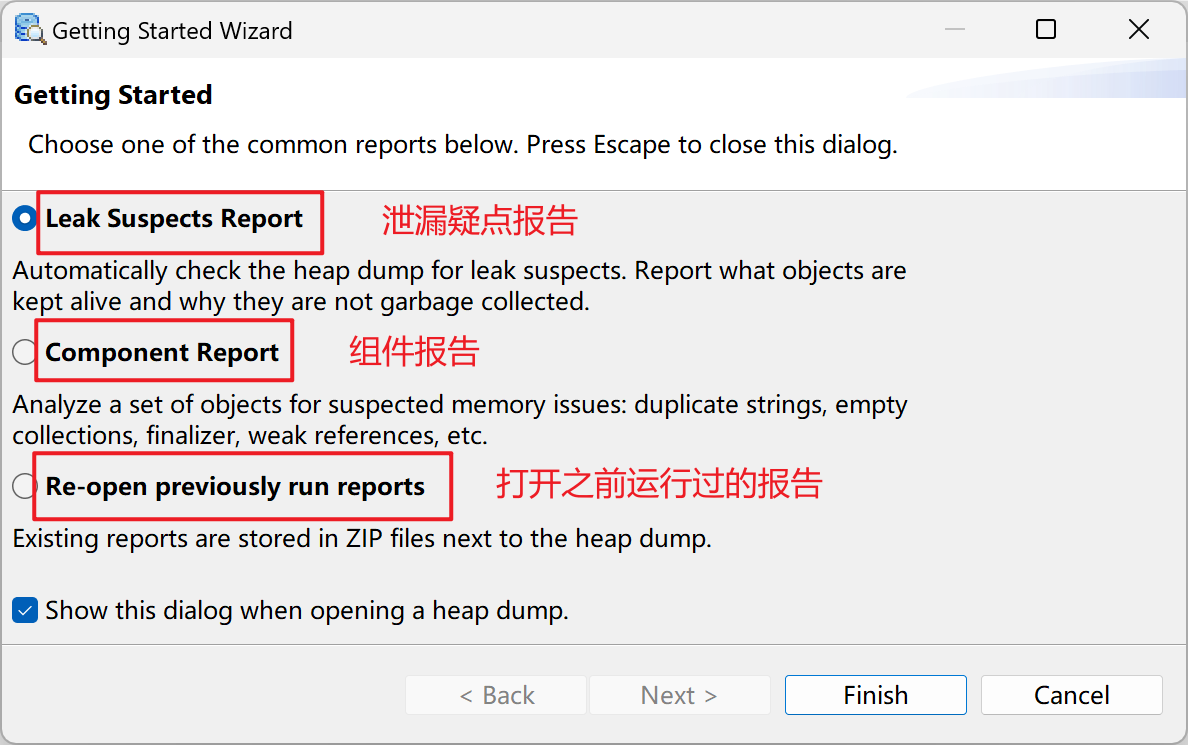 Getting Started Wizard
Getting Started
Choose one of the common reports below. Press Escape to close this dialog.
Leak Suspects Report 泄漏疑点报告
Automatically check the heap dump for leak suspects. Report what objects are
kept alive and why they are not garbage collected.
Component Report 组件报告
Analyze a set of objects for suspected memory issues: duplicate strings, empty
collections, finalizer, weak references, etc.
Re-open previously run reports 打开之前运行过的报告
Existing reports are stored in ZIP files next to the heap dump.
Show this dialog when opening a heap dump.
< Back Next > Finish Cancel